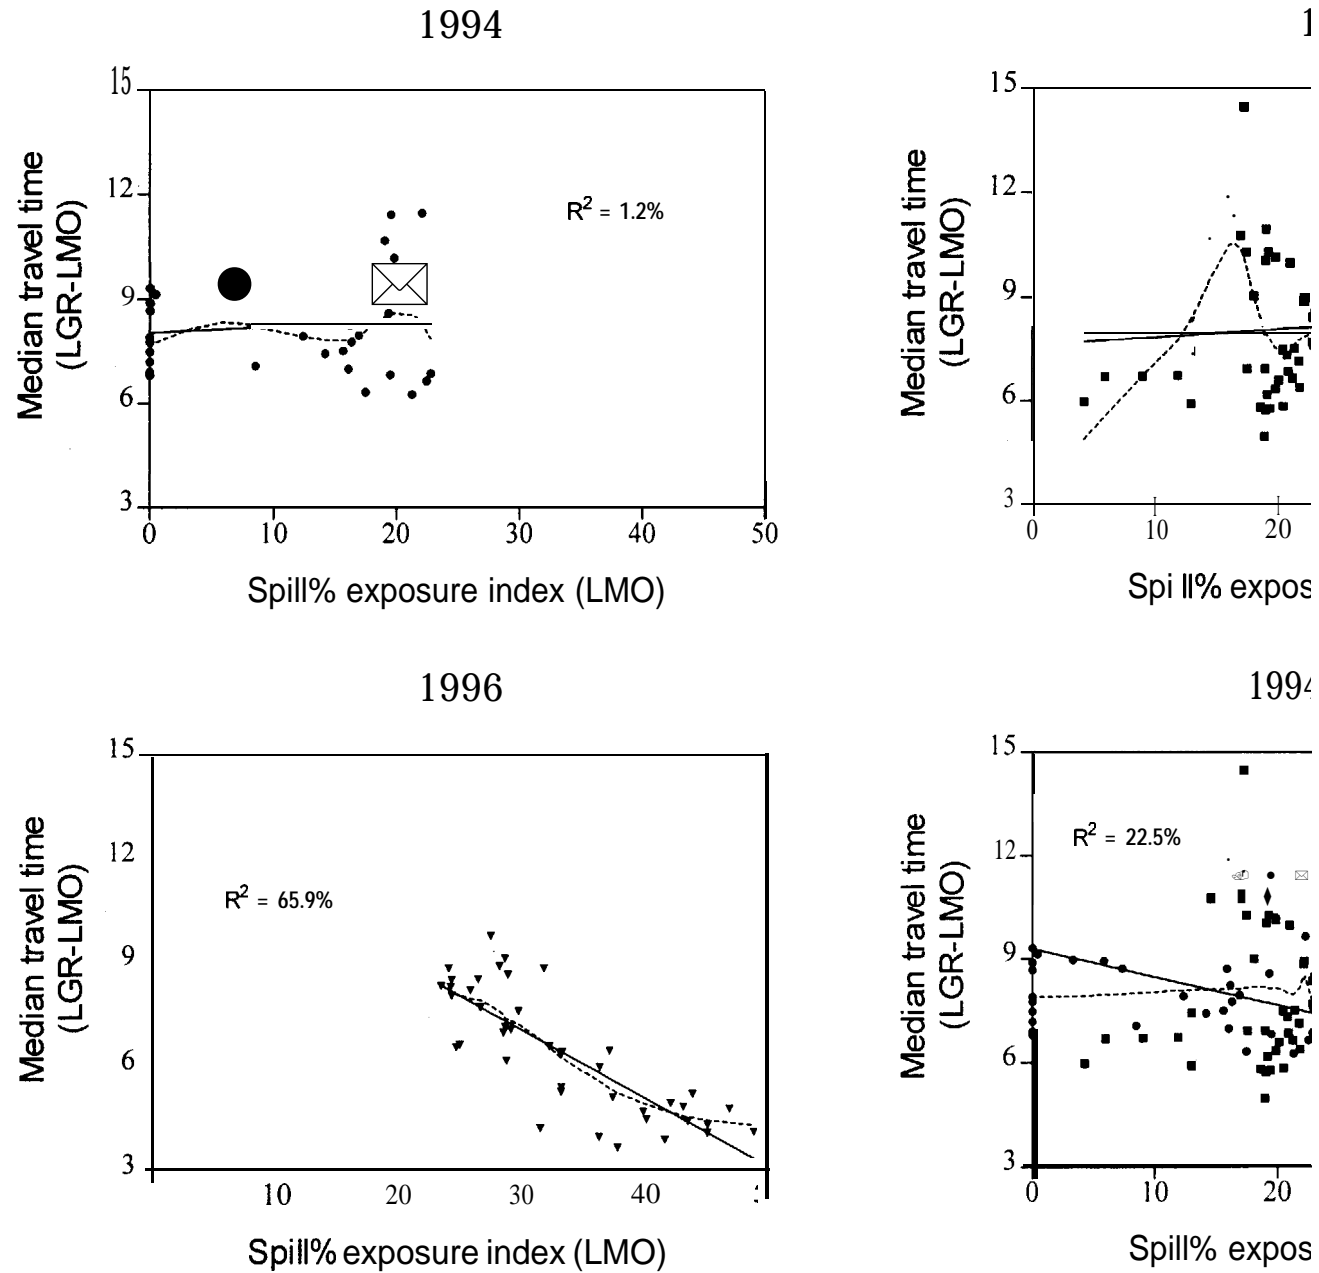 1994
15
12
9
6
3
0 10 20 30 40 50
Median travel time
(LGR-LMO)
R² = 1.2%
Spill% exposure index (LMO)
1
15
12
9
6
3
0 10 20
Median travel time
(LGR-LMO)
Spi ll% expos
1996
15
12
9
6
3
10 20 30 40
Median travel time
(LGR-LMO)
R² = 65.9%
Spill% exposure index (LMO)
1994
15
12
9
6
3
0 10 20
Median travel time
(LGR-LMO)
R² = 22.5%
Spill% expos